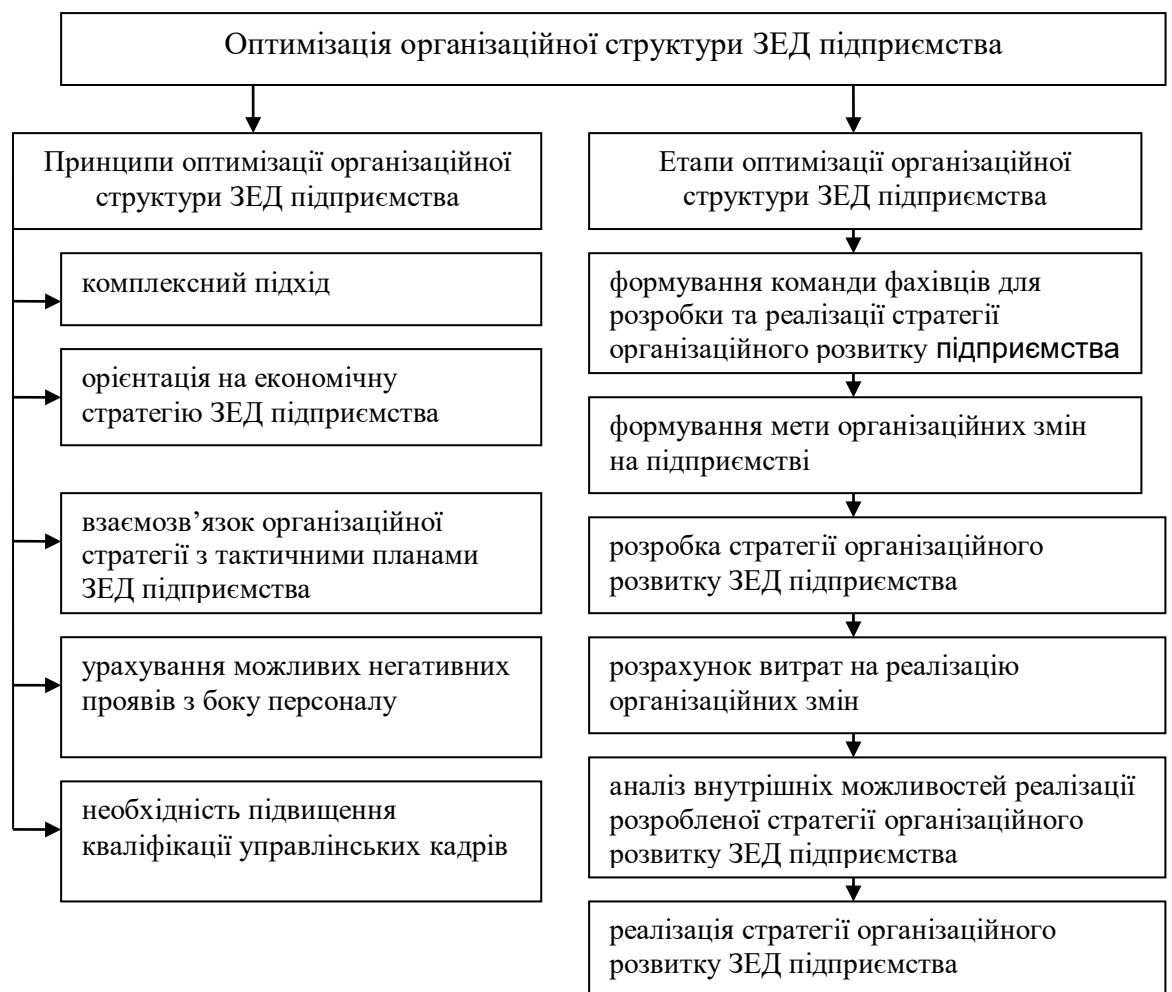 Оптимізація організаційної структури ЗЕД підприємства
Принципи оптимізації організаційної
структури ЗЕД підприємства
комплексний підхід
орієнтація на економічну
стратегію ЗЕД підприємства
взаємозв’язок організаційної
стратегії з тактичними планами
ЗЕД підприємства
урахування можливих негативних
проявів з боку персоналу
необхідність підвищення
кваліфікації управлінських кадрів
Етапи оптимізації організаційної
структури ЗЕД підприємства
формування команди фахівців для
розробки та реалізації стратегії
організаційного розвитку підприємства
формування мети організаційних змін
на підприємстві
розробка стратегії організаційного
розвитку ЗЕД підприємства
розрахунок витрат на реалізацію
організаційних змін
аналіз внутрішніх можливостей реалізації
розробленої стратегії організаційного
розвитку ЗЕД підприємства
реалізація стратегії організаційного
розвитку ЗЕД підприємства